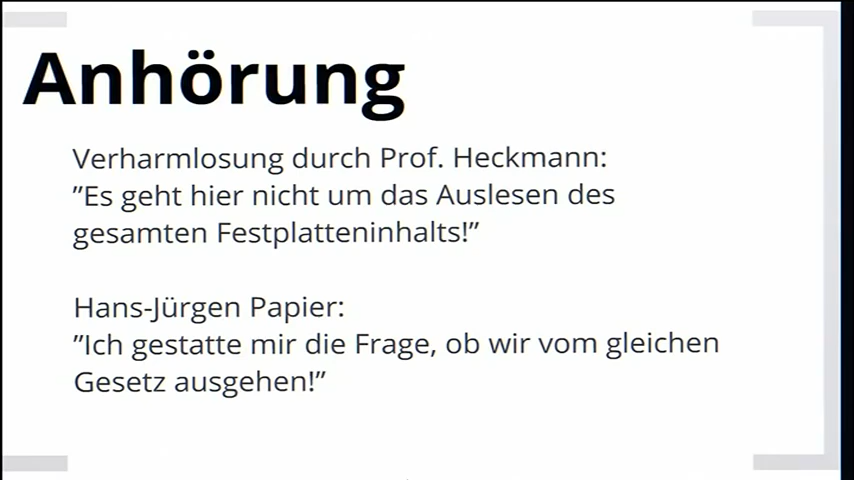 Anhörung
Verharmlosung durch Prof. Heckmann:
”Es geht hier nicht um das Auslesen des
gesamten Festplatteninhalts!”
Hans-Jürgen Papier:
”Ich gestatte mir die Frage, ob wir vom gleichen
Gesetz ausgehen!”